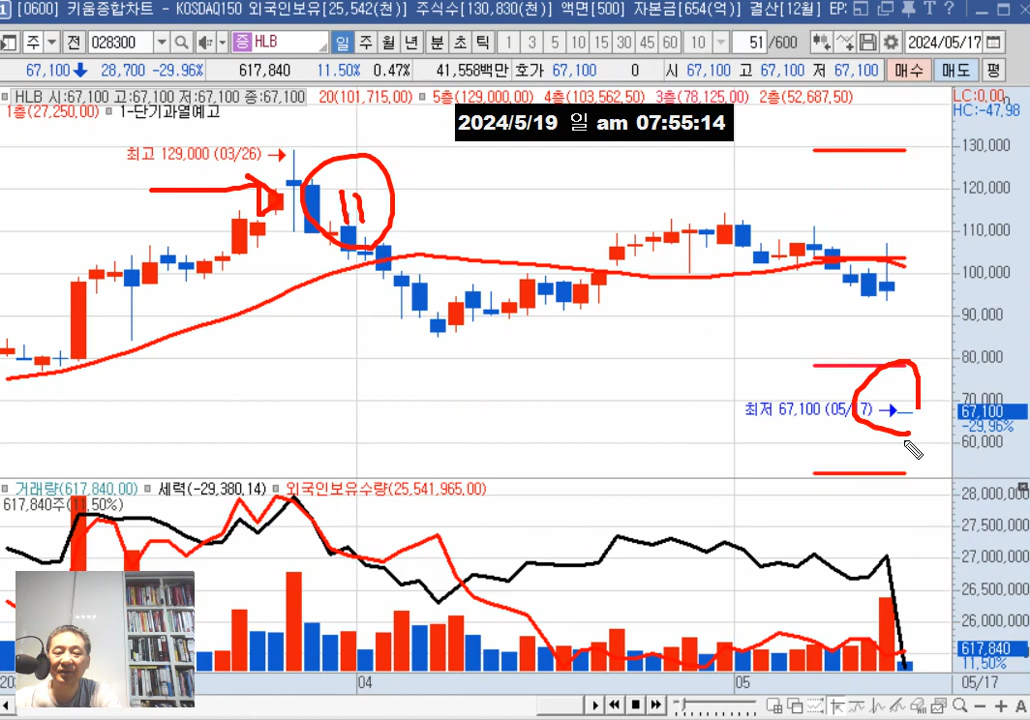 [0600] 키움종합차트 - KOSDAQ150 외국인보유[25,542(천)] 주식수[130,830(천)] 액면[500] 자본금[654(억)] 결산[12월] EP:
주 전 028300 증 HLB 일 주 월 년 분 초 틱 1 3 5 10 15 30 45 60 10 51 /600 2024/05/17
67,100 28,700 -29.96% 617,840 11.50% 0.47% 41,558백만 호가 67,100 0 시 67,100 고 67,100 저 67,100 매수 매도 평
HLB 시:67,100 고:67,100 저:67,100 종:67,100 20(101,715.00) 5층(129,000.00) 4층(103,562.50) 3층(78,125.00) 2층(52,687.50) LC:0.00
1층(27,250.00) 1-단기과열예고 HC:-47.98
2024/5/19 일 am 07:55:14
최고 129,000 (03/26)
130,000
120,000
11
110,000
100,000
90,000
80,000
70,000
최저 67,100 67,100
-29.96%
60,000
거래량(617,840.00) 세력(-29,380.14) 외국인보유수량(25,541,965.00)
617,840주(11.50%)
27,500,000
27,000,000
26,500,000
26,000,000
617,840
11.50%
04 05 05/17